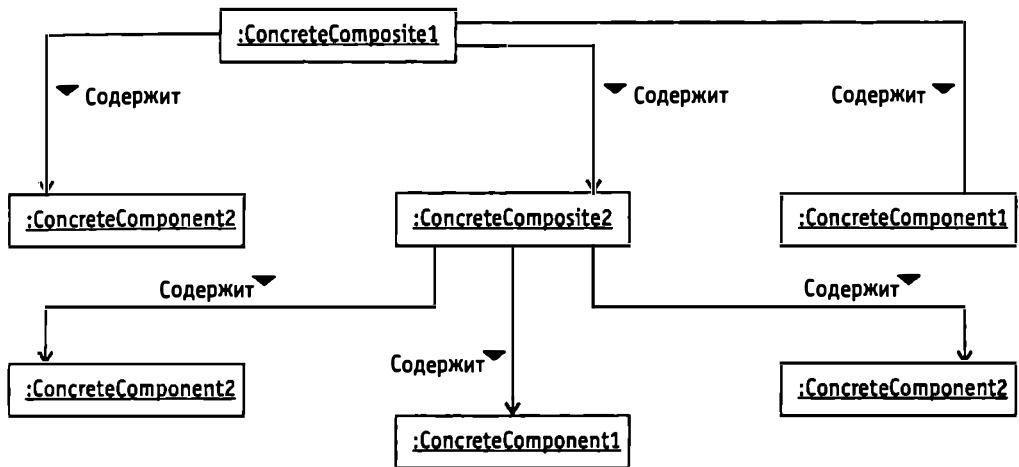 :ConcreteComposite1
Содержит
Содержит
Содержит
:ConcreteComponent2
:ConcreteComposite2
:ConcreteComponent1
Содержит
Содержит
Содержит
:ConcreteComponent2
:ConcreteComponent2
:ConcreteComponent1